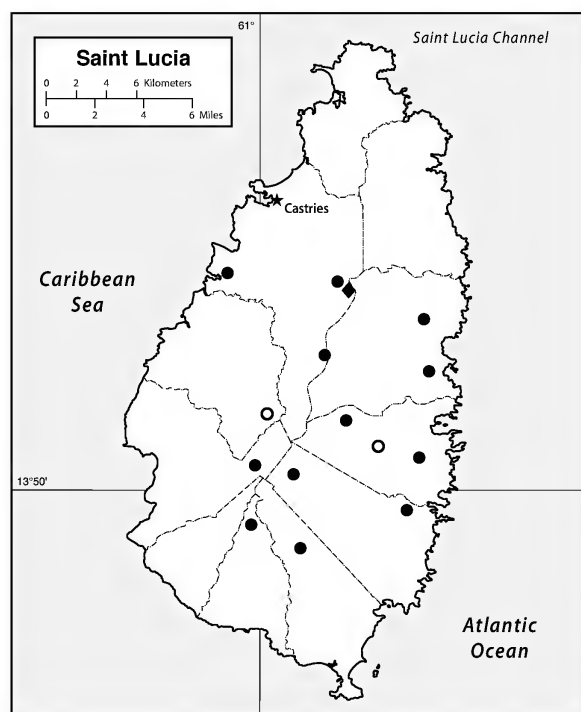 61°
Saint Lucia Channel
Saint Lucia
0 2 4 6 Kilometers
0 2 4 6 Miles
Castries
Caribbean
Sea
13°50'
Atlantic
Ocean